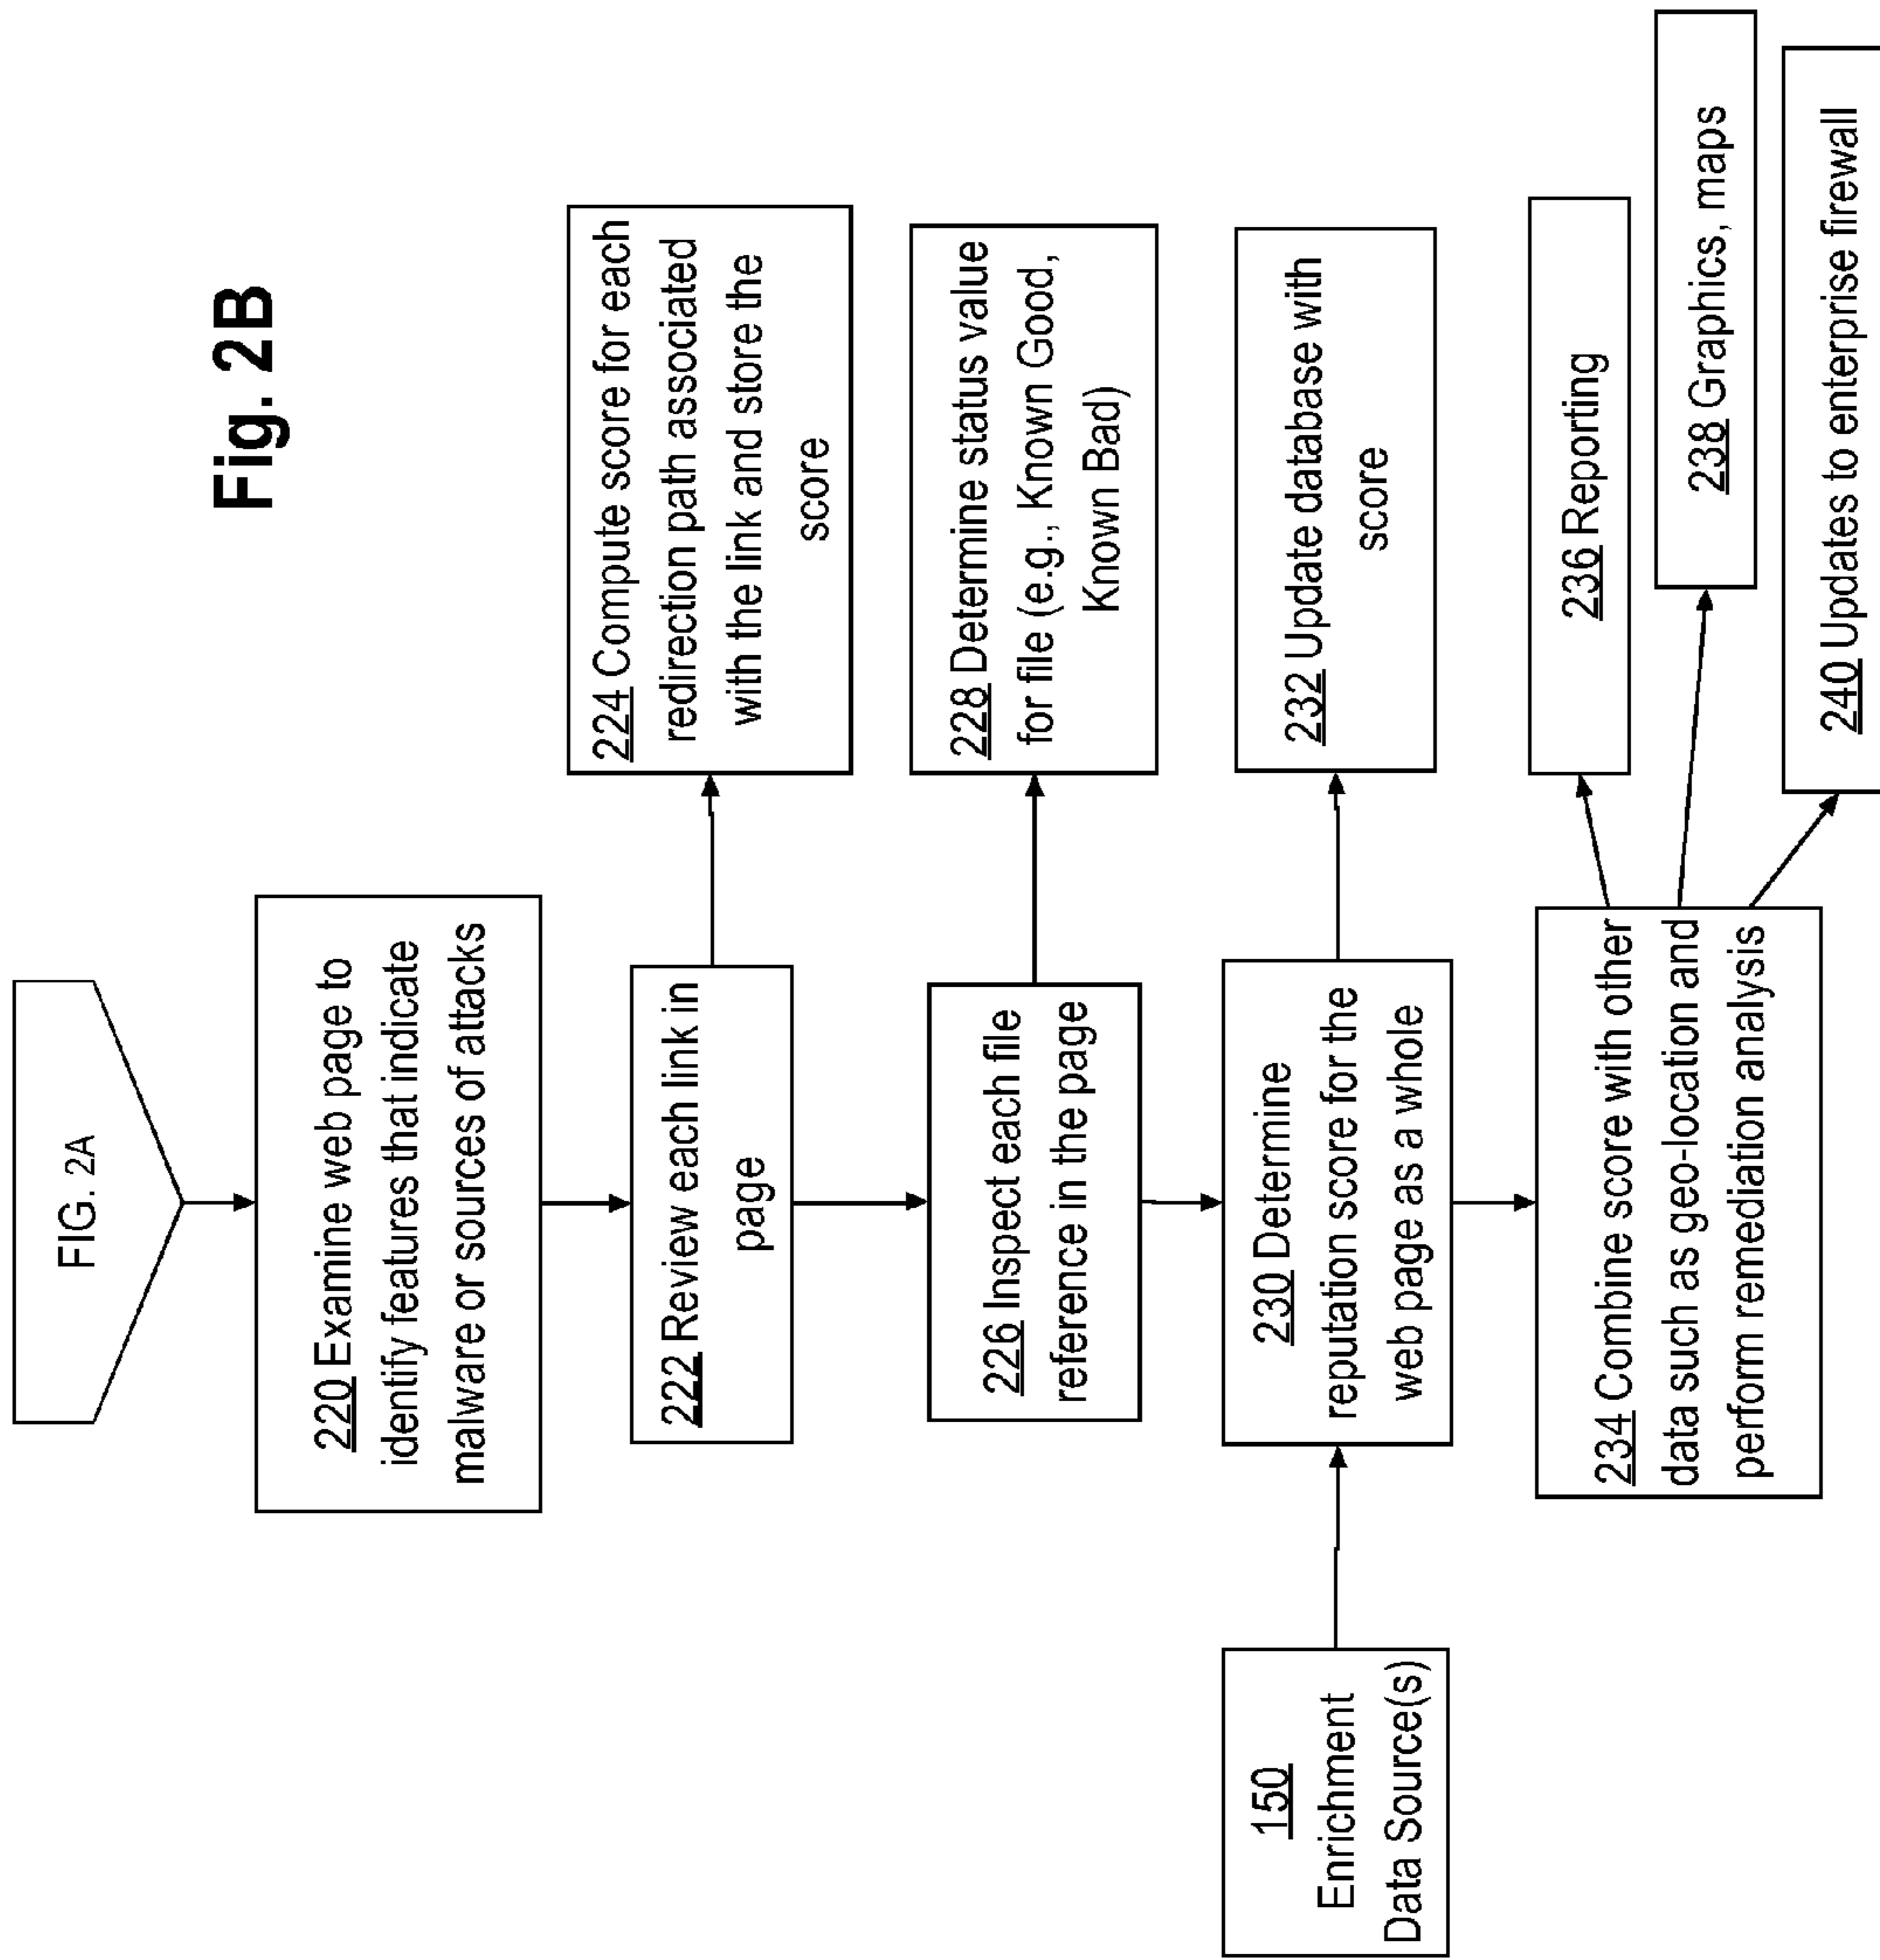 Fig. 2B
FIG. 2A
220 Examine web page to
identify features that indicate
malware or sources of attacks
222 Review each link in
page
224 Compute score for each
redirection path associated
with the link and store the
score
226 Inspect each file
reference in the page
228 Determine status value
for file (e.g., Known Good,
Known Bad)
150
Enrichment
Data Source(s)
230 Determine
reputation score for the
web page as a whole
232 Update database with
score
234 Combine score with other
data such as geo-location and
perform remediation analysis
236 Reporting
238 Graphics, maps
240 Updates to enterprise firewall